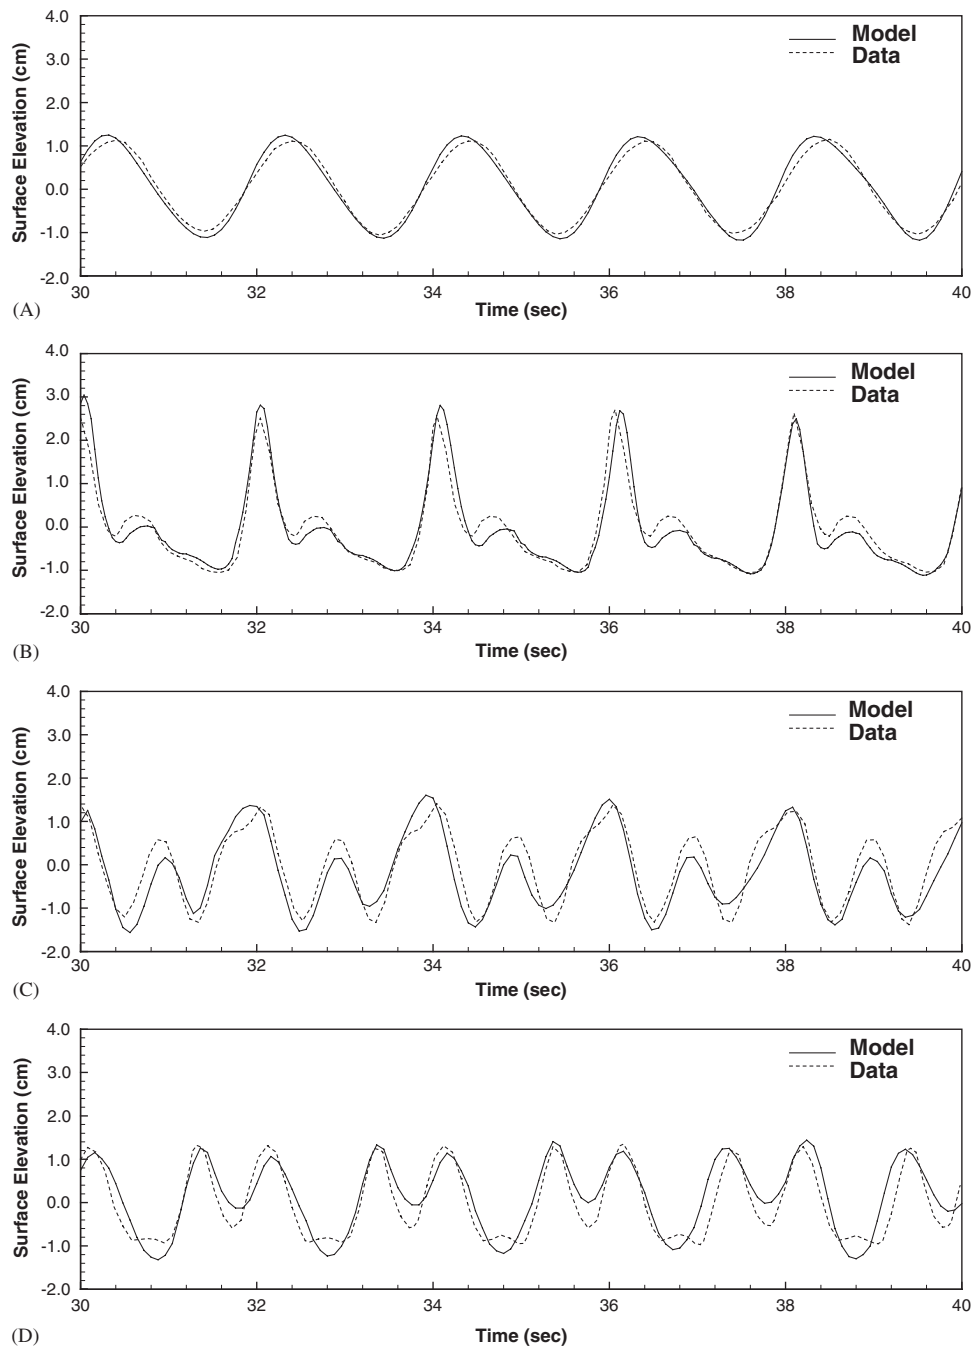 4.0
3.0
2.0
1.0
0.0
-1.0
-2.0
Surface Elevation (cm)
Model
Data
30
32
34
36
38
40
Time (sec)
(A)
4.0
3.0
2.0
1.0
0.0
-1.0
-2.0
Surface Elevation (cm)
Model
Data
30
32
34
36
38
40
Time (sec)
(B)
4.0
3.0
2.0
1.0
0.0
-1.0
-2.0
Surface Elevation (cm)
Model
Data
30
32
34
36
38
40
Time (sec)
(C)
4.0
3.0
2.0
1.0
0.0
-1.0
-2.0
Surface Elevation (cm)
Model
Data
30
32
34
36
38
40
Time (sec)
(D)